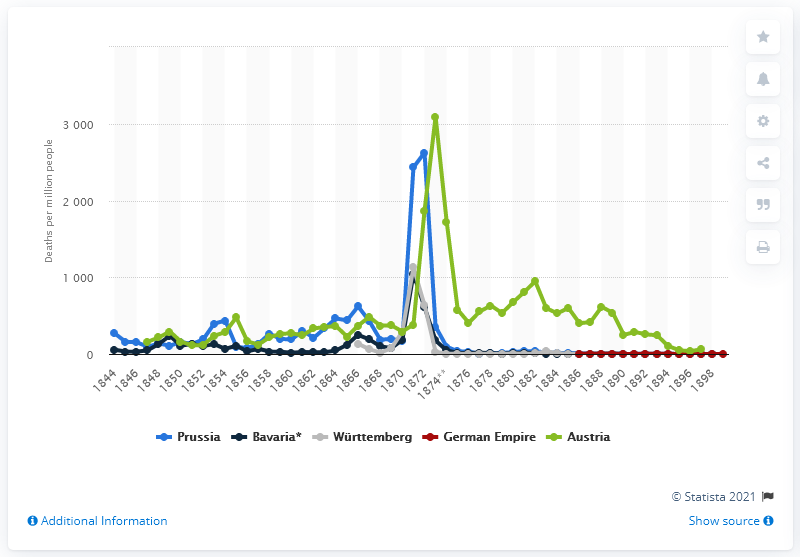 Deaths per million people
3 000
2 000
1 000
0
1844 1846 1848 1850 1852 1854 1856 1858 1860 1862 1864 1866 1868 1870 1872 1874** 1876 1878 1880 1882 1884 1886 1888 1890 1892 1894 1896 1898
Prussia Bavaria* Württemberg German Empire Austria
© Statista 2021
Additional Information Show source